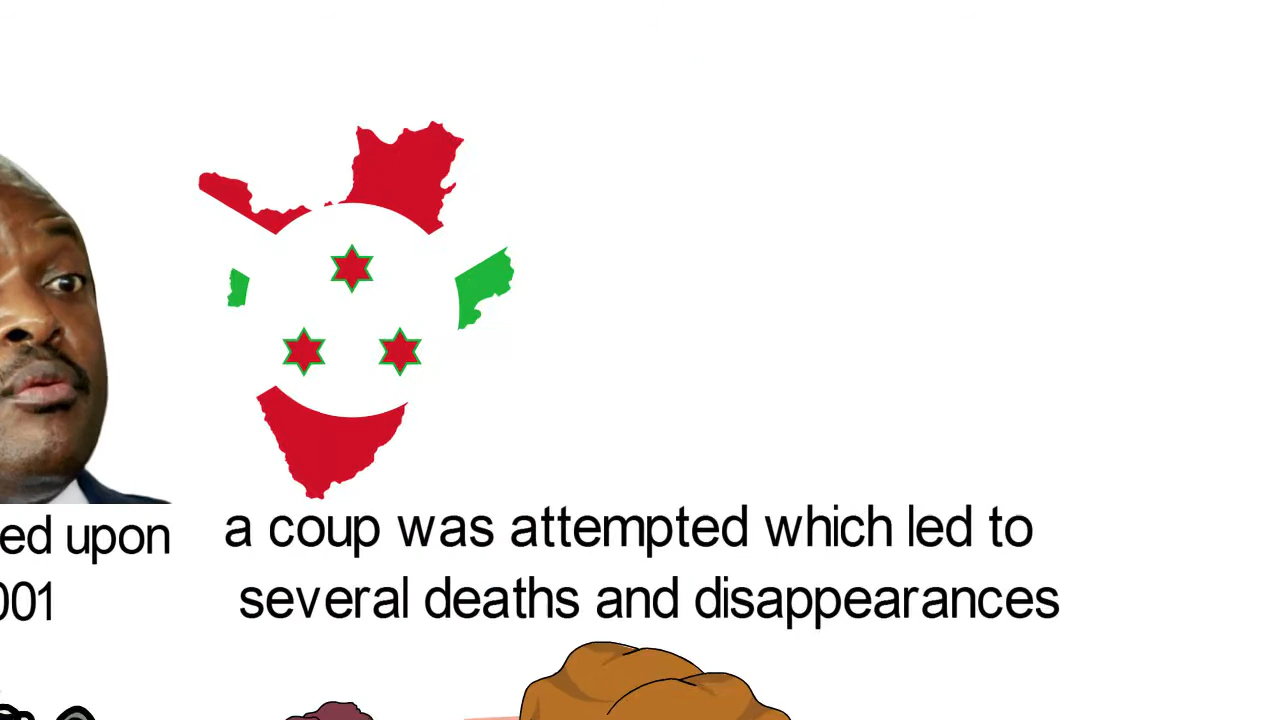 ed upon
001
a coup was attempted which led to
several deaths and disappearances